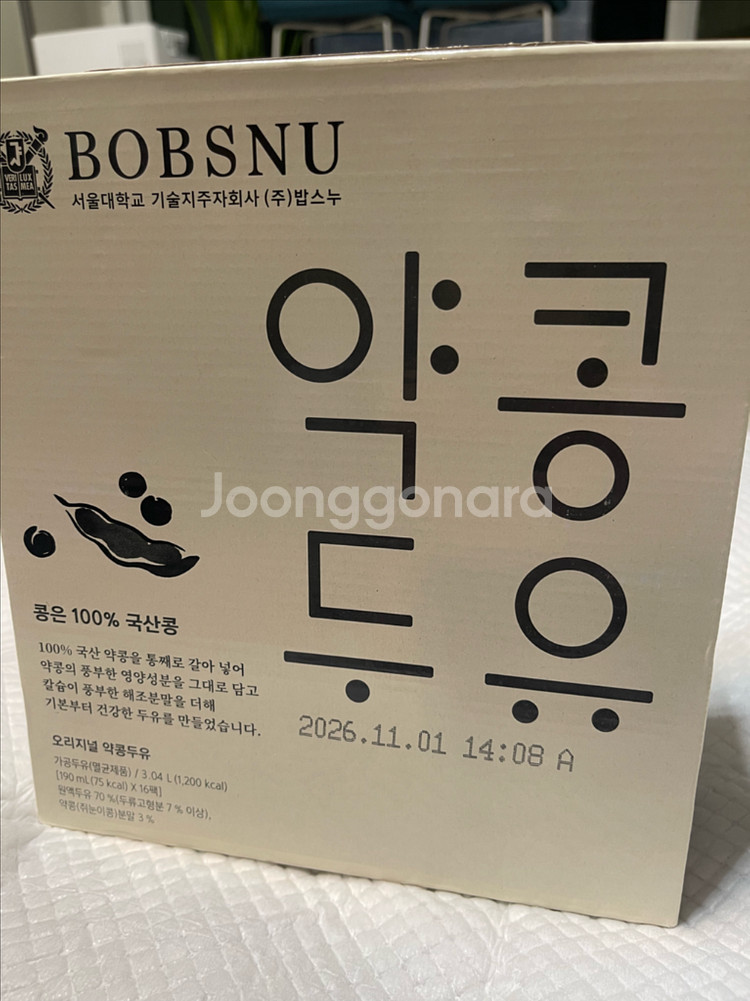 BOBSNU
VERI LUX
TAS MEA
서울대학교 기술지주자회사 (주)밥스누
약콩
두유
Joonggonara
콩은 100% 국산콩
100% 국산 약콩을 통째로 갈아 넣어
약콩의 풍부한 영양성분을 그대로 담고
칼슘이 풍부한 해조분말을 더해
기본부터 건강한 두유를 만들었습니다.
2026.11.01 14:08 A
오리지널 약콩두유
가공두유(멸균제품) / 3.04 L (1,200 kcal)
[190 mL(75 kcal) X 16팩]
원액두유 70 %(두류고형분 7 % 이상),
약콩(쥐눈이콩)분말 3 %